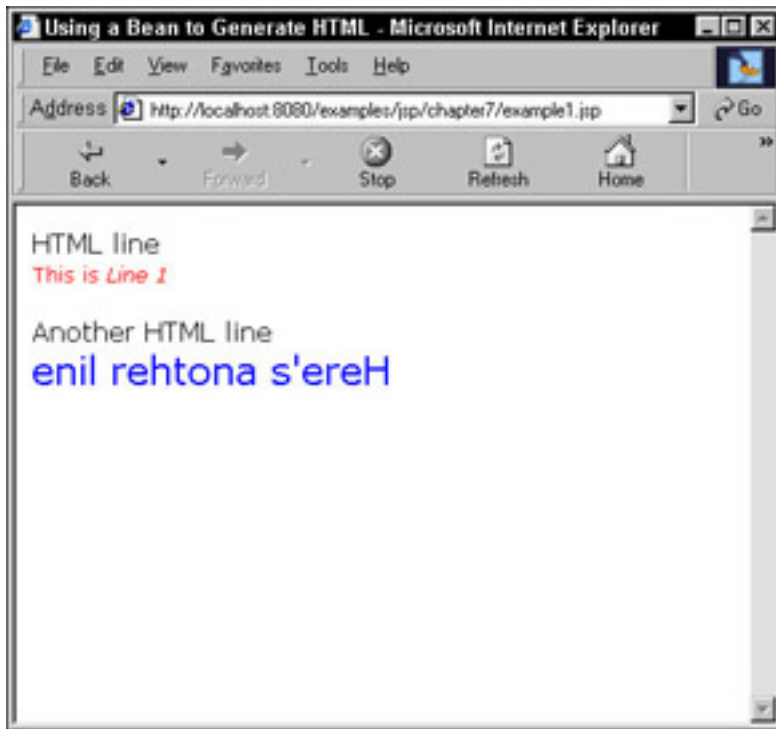 Using a Bean to Generate HTML - Microsoft Internet Explorer
File Edit View Favorites Tools Help
Address http://localhost:8080/examples/jsp/chapter7/example1.jsp Go
Back Forward Stop Refresh Home »
HTML line
This is Line 1
Another HTML line
enil rehtona s'ereH